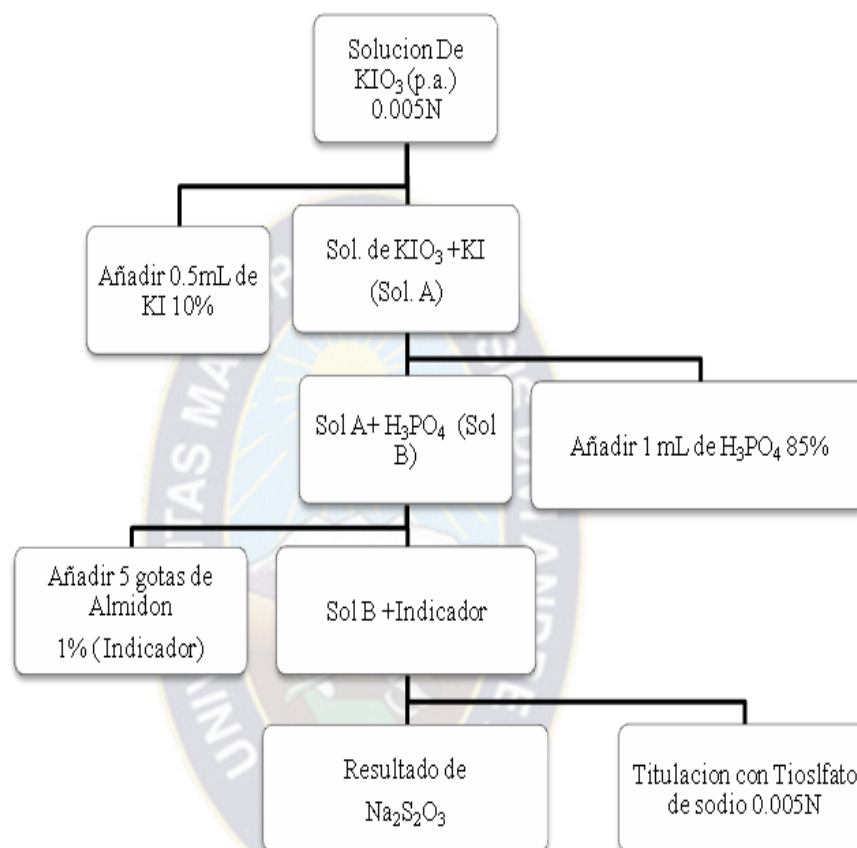 Solucion De
KIO₃ (p.a.)
0.005N
Añadir 0.5mL de
KI 10%
Sol. de KIO₃ +KI
(Sol. A)
Sol A+ H₃PO₄ (Sol
B)
Añadir 1 mL de H₃PO₄ 85%
Añadir 5 gotas de
Almidon
1% (Indicador)
Sol B +Indicador
Resultado de
Na₂S₂O₃
Titulacion con Tioslfato
de sodio 0.005N